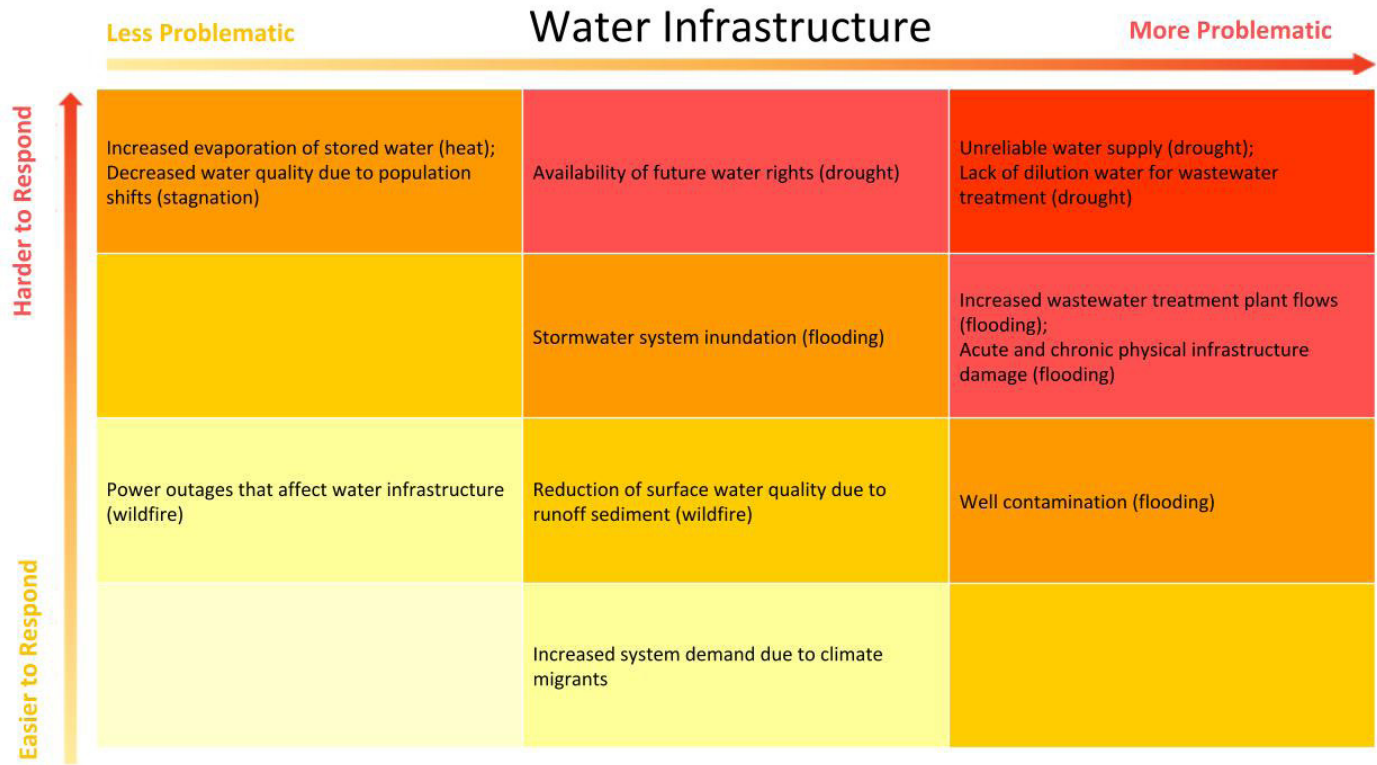 Less Problematic
Water Infrastructure
More Problematic
Harder to Respond
Increased evaporation of stored water (heat);
Decreased water quality due to population
shifts (stagnation)
Availability of future water rights (drought)
Unreliable water supply (drought);
Lack of dilution water for wastewater
treatment (drought)
Stormwater system inundation (flooding)
Increased wastewater treatment plant flows
(flooding);
Acute and chronic physical infrastructure
damage (flooding)
Power outages that affect water infrastructure
(wildfire)
Reduction of surface water quality due to
runoff sediment (wildfire)
Well contamination (flooding)
Easier to Respond
Increased system demand due to climate
migrants